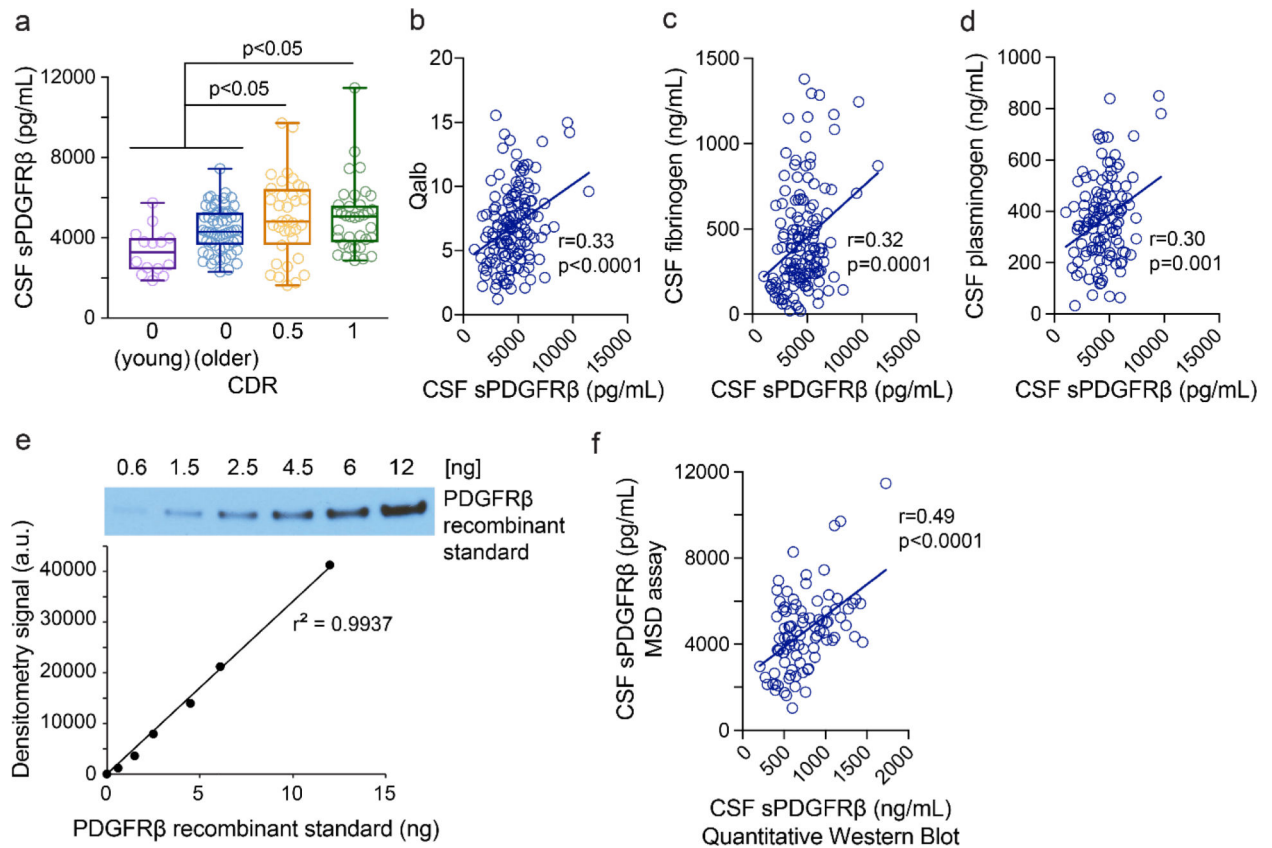 a
p<0.05
p<0.05
CSF sPDGFRβ (pg/mL)
12000
8000
4000
0
0 0 0.5 1
(young) (older)
CDR
b
Qalb
20
15
10
5
0
r=0.33
p<0.0001
0 5000 10000 15000
CSF sPDGFRβ (pg/mL)
c
CSF fibrinogen (ng/mL)
1500
1000
500
0
r=0.32
p=0.0001
0 5000 10000 15000
CSF sPDGFRβ (pg/mL)
d
CSF plasminogen (ng/mL)
1000
800
600
400
200
0
r=0.30
p=0.001
0 5000 10000 15000
CSF sPDGFRβ (pg/mL)
e
0.6 1.5 2.5 4.5 6 12 [ng]
PDGFRβ
recombinant
standard
Densitometry signal (a.u.)
40000
30000
20000
10000
0
r² = 0.9937
0 5 10 15
PDGFRβ recombinant standard (ng)
f
CSF sPDGFRβ (pg/mL)
MSD assay
12000
8000
4000
0
r=0.49
p<0.0001
0 500 1000 1500 2000
CSF sPDGFRβ (ng/mL)
Quantitative Western Blot